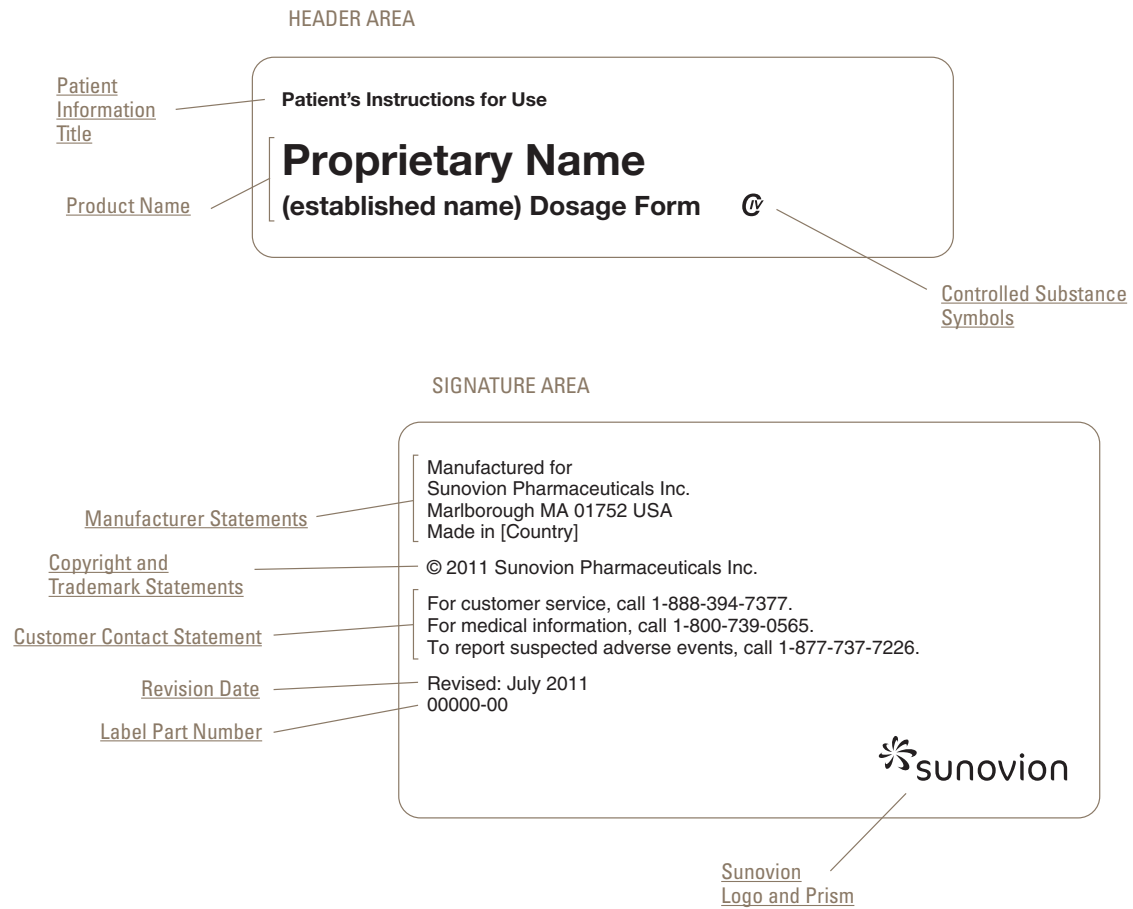 HEADER AREA
Patient
Information
Title
Patient’s Instructions for Use
Proprietary Name
Product Name
(established name) Dosage Form CIV
Controlled Substance
Symbols
SIGNATURE AREA
Manufactured for
Sunovion Pharmaceuticals Inc.
Marlborough MA 01752 USA
Made in [Country]
Manufacturer Statements
Copyright and
Trademark Statements
© 2011 Sunovion Pharmaceuticals Inc.
For customer service, call 1-888-394-7377.
For medical information, call 1-800-739-0565.
To report suspected adverse events, call 1-877-737-7226.
Customer Contact Statement
Revision Date
Revised: July 2011
00000-00
Label Part Number
sunovion
Sunovion
Logo and Prism